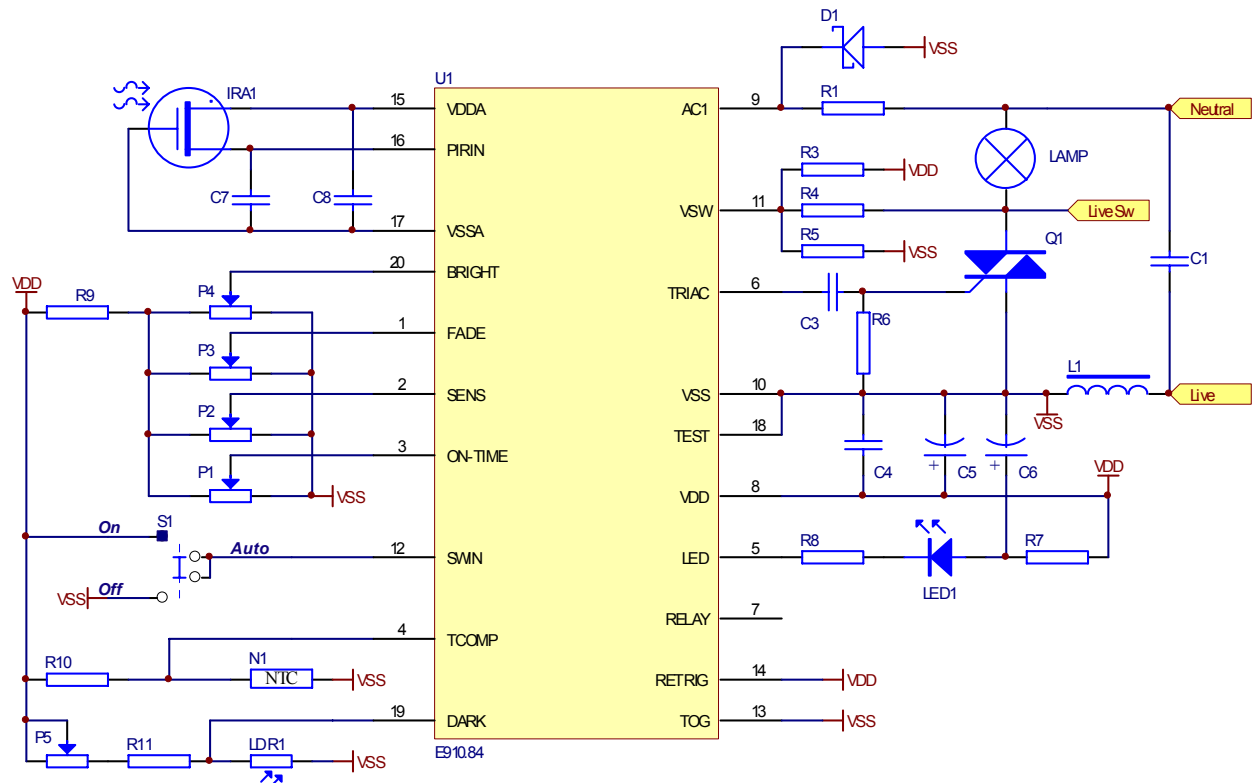 D1
VSS
U1
IRA1
15
VDDA
AC1
9
R1
Neutral
16
PIRIN
LAMP
R3
VDD
C7
C8
R4
LiveSw
17
VSSA
VSW
11
R5
VSS
Q1
C1
20
BRIGHT
VDD
R9
P4
TRIAC
6
C3
R6
1
FADE
P3
L1
2
SENS
VSS
10
VSS
Live
P2
TEST
18
3
ON-TIME
C4
+
C5
+
C6
VDD
P1
VSS
VDD
8
On
S1
Auto
12
SWIN
LED
5
R8
LED1
R7
VSS
Off
RELAY
7
4
TCOMP
R10
N1
NTC
VSS
RETRIG
14
VDD
19
DARK
TOG
13
VSS
P5
R11
LDR1
VSS
E910.84